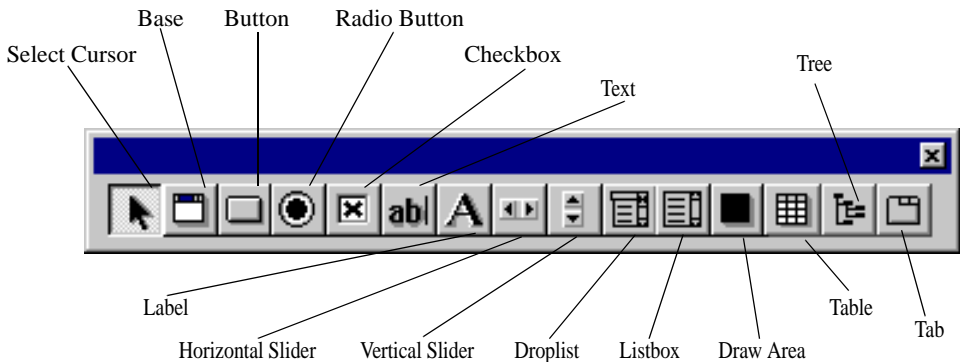 Base Button Radio Button
Select Cursor Checkbox
Tree
Text
ab
A
Label
Table
Tab
Horizontal Slider Vertical Slider Droplist Listbox Draw Area